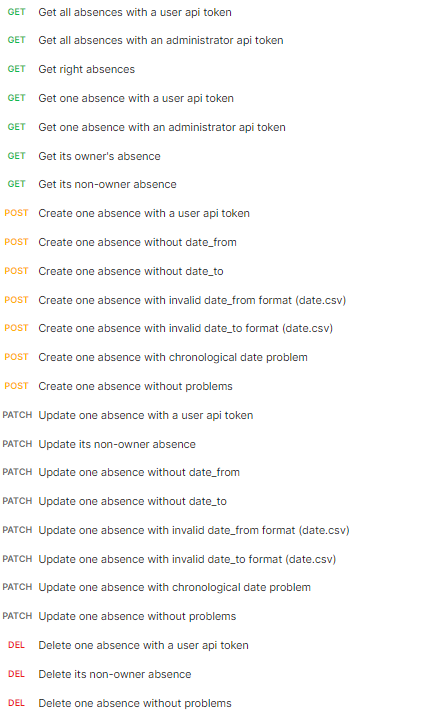 GET Get all absences with a user api token
GET Get all absences with an administrator api token
GET Get right absences
GET Get one absence with a user api token
GET Get one absence with an administrator api token
GET Get its owner's absence
GET Get its non-owner absence
POST Create one absence with a user api token
POST Create one absence without date_from
POST Create one absence without date_to
POST Create one absence with invalid date_from format (date.csv)
POST Create one absence with invalid date_to format (date.csv)
POST Create one absence with chronological date problem
POST Create one absence without problems
PATCH Update one absence with a user api token
PATCH Update its non-owner absence
PATCH Update one absence without date_from
PATCH Update one absence without date_to
PATCH Update one absence with invalid date_from format (date.csv)
PATCH Update one absence with invalid date_to format (date.csv)
PATCH Update one absence with chronological date problem
PATCH Update one absence without problems
DEL Delete one absence with a user api token
DEL Delete its non-owner absence
DEL Delete one absence without problems